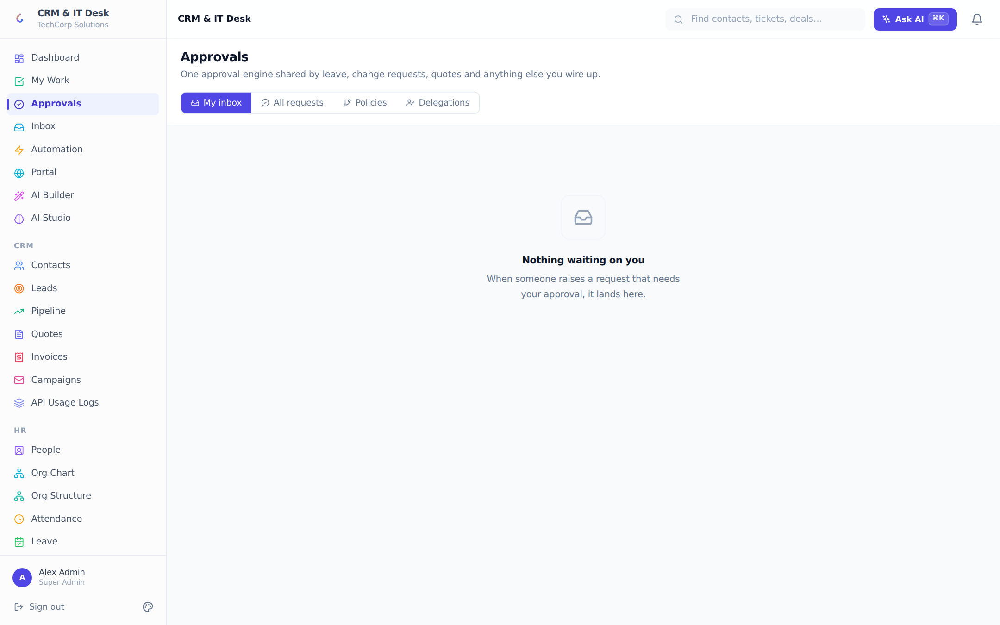 CRM & IT Desk
TechCorp Solutions
Dashboard
My Work
Approvals
Inbox
Automation
Portal
AI Builder
AI Studio
CRM
Contacts
Leads
Pipeline
Quotes
Invoices
Campaigns
API Usage Logs
HR
People
Org Chart
Org Structure
Attendance
Leave
A
Alex Admin
Super Admin
Sign out
CRM & IT Desk
Find contacts, tickets, deals...
Ask AI ⌘K
Approvals
One approval engine shared by leave, change requests, quotes and anything else you wire up.
My inbox
All requests
Policies
Delegations
Nothing waiting on you
When someone raises a request that needs
your approval, it lands here.